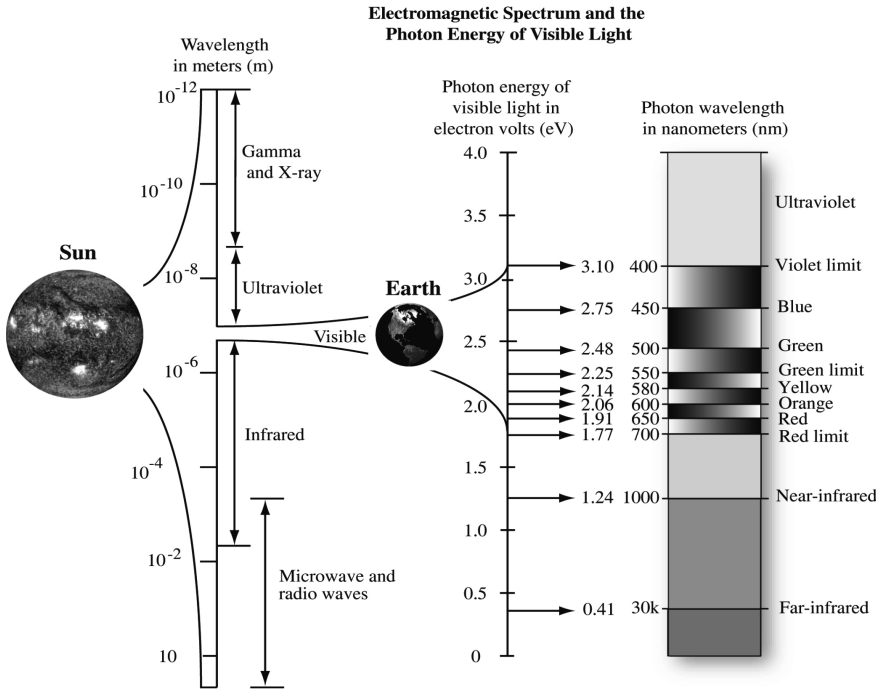 Electromagnetic Spectrum and the
Photon Energy of Visible Light
Wavelength
in meters (m)
10-12
10-10
10-8
10-6
10-4
10-2
10
Gamma
and X-ray
Ultraviolet
Infrared
Microwave and
radio waves
Sun
Visible
Earth
Photon energy of
visible light in
electron volts (eV)
4.0
3.5
3.0
2.5
2.0
1.5
1.0
0.5
0
Photon wavelength
in nanometers (nm)
Ultraviolet
3.10 400 Violet limit
2.75 450 Blue
2.48 500 Green
2.25 550 Green limit
2.14 580 Yellow
2.06 600 Orange
1.91 650 Red
1.77 700 Red limit
1.24 1000 Near-infrared
0.41 30k Far-infrared